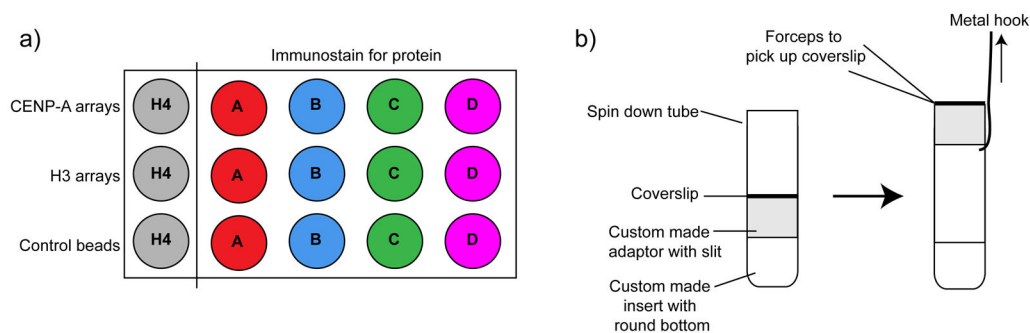 a)
Immunostain for protein
CENP-A arrays
H4 A B C D
H3 arrays
H4 A B C D
Control beads
H4 A B C D
b)
Spin down tube
Coverslip
Custom made
adaptor with slit
Custom made
insert with
round bottom
Forceps to
pick up coverslip
Metal hook